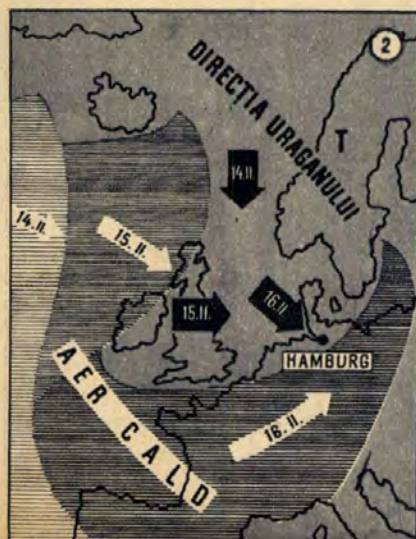 2
DIRECȚIA URAGANULUI
T
14.II.
14.II.
15.II.
15.II.
16.II.
HAMBURG
AER CALD
16.II.